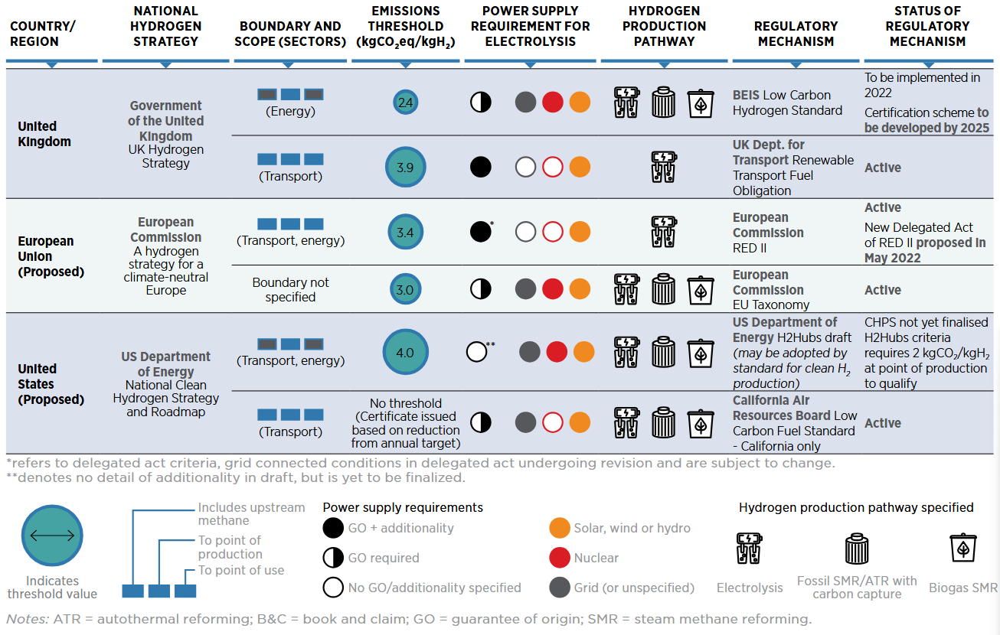 COUNTRY/
REGION
NATIONAL
HYDROGEN
STRATEGY
BOUNDARY AND
SCOPE (SECTORS)
EMISSIONS
THRESHOLD
(kgCO₂eq/kgH₂)
POWER SUPPLY
REQUIREMENT FOR
ELECTROLYSIS
HYDROGEN
PRODUCTION
PATHWAY
REGULATORY
MECHANISM
STATUS OF
REGULATORY
MECHANISM
United
Kingdom
Government
of the United
Kingdom
UK Hydrogen
Strategy
(Energy)
2.4
BEIS Low Carbon
Hydrogen Standard
To be implemented in
2022
Certification scheme to
be developed by 2025
(Transport)
3.9
UK Dept. for
Transport Renewable
Transport Fuel
Obligation
Active
European
Union
(Proposed)
European
Commission
A hydrogen
strategy for a
climate-neutral
Europe
(Transport, energy)
3.4
*
European
Commission
RED II
Active
New Delegated Act
of RED II proposed in
May 2022
Boundary not
specified
3.0
European
Commission
EU Taxonomy
Active
United
States
(Proposed)
US Department
of Energy
National Clean
Hydrogen Strategy
and Roadmap
(Transport, energy)
4.0
**
US Department of
Energy H2Hubs draft
(may be adopted by
standard for clean H₂
production)
CHPS not yet finalised
H2Hubs criteria
requires 2 kgCO₂/kgH₂
at point of production
to qualify
(Transport)
No threshold
(Certificate issued
based on reduction
from annual target)
California Air
Resources Board Low
Carbon Fuel Standard
- California only
Active
*refers to delegated act criteria, grid connected conditions in delegated act undergoing revision and are subject to change.
**denotes no detail of additionality in draft, but is yet to be finalized.
Indicates
threshold value
Includes upstream
methane
To point of
production
To point of use
Power supply requirements
GO + additionality
GO required
No GO/additionality specified
Solar, wind or hydro
Nuclear
Grid (or unspecified)
Hydrogen production pathway specified
Electrolysis
Fossil SMR/ATR with
carbon capture
Biogas SMR
Notes: ATR = autothermal reforming; B&C = book and claim; GO = guarantee of origin; SMR = steam methane reforming.